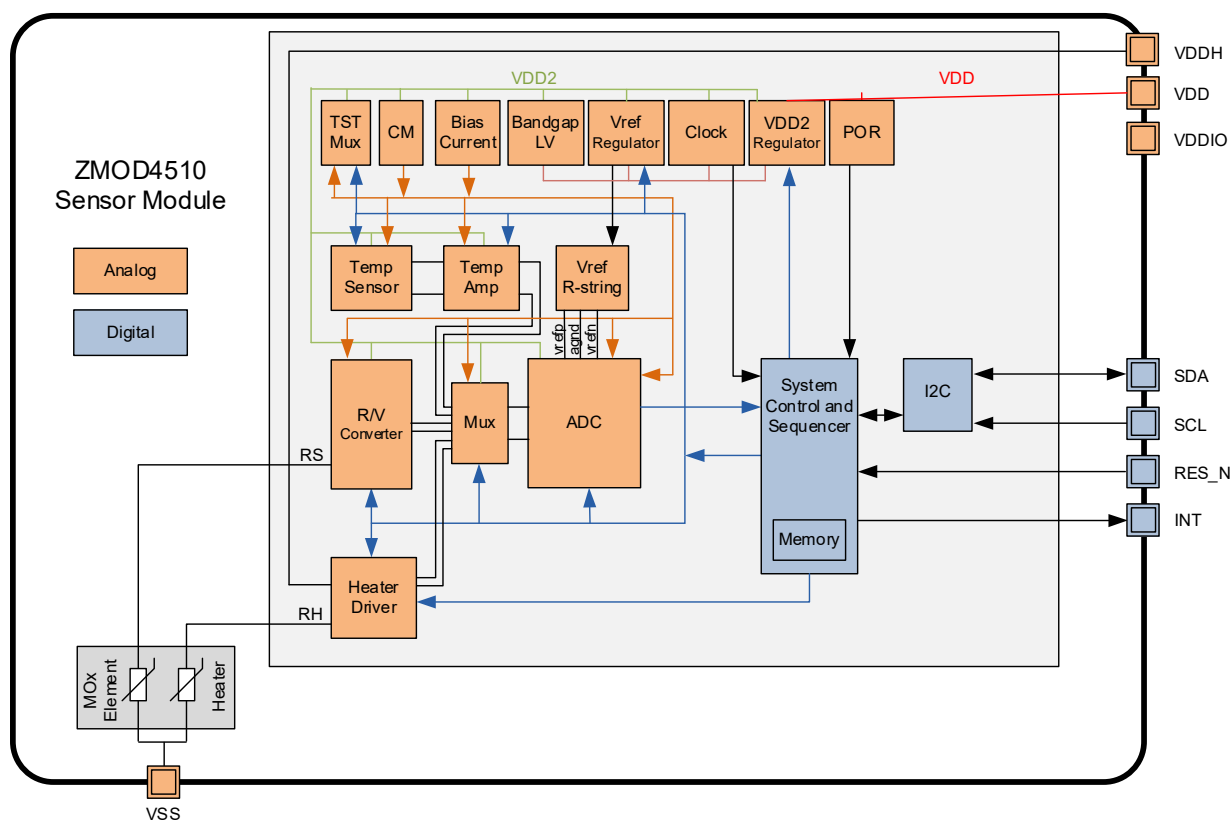 VDDH
VDD2
VDD
VDD
TST
Mux
CM
Bias
Current
Bandgap
LV
Vref
Regulator
Clock
VDD2
Regulator
POR
VDDIO
ZMOD4510
Sensor Module
Analog
Digital
Temp
Sensor
Temp
Amp
Vref
R-string
vrefp
agnd
vrefn
R/V
Converter
Mux
ADC
System
Control and
Sequencer
Memory
I2C
SDA
SCL
RES_N
INT
RS
Heater
Driver
RH
MOx
Element
Heater
VSS